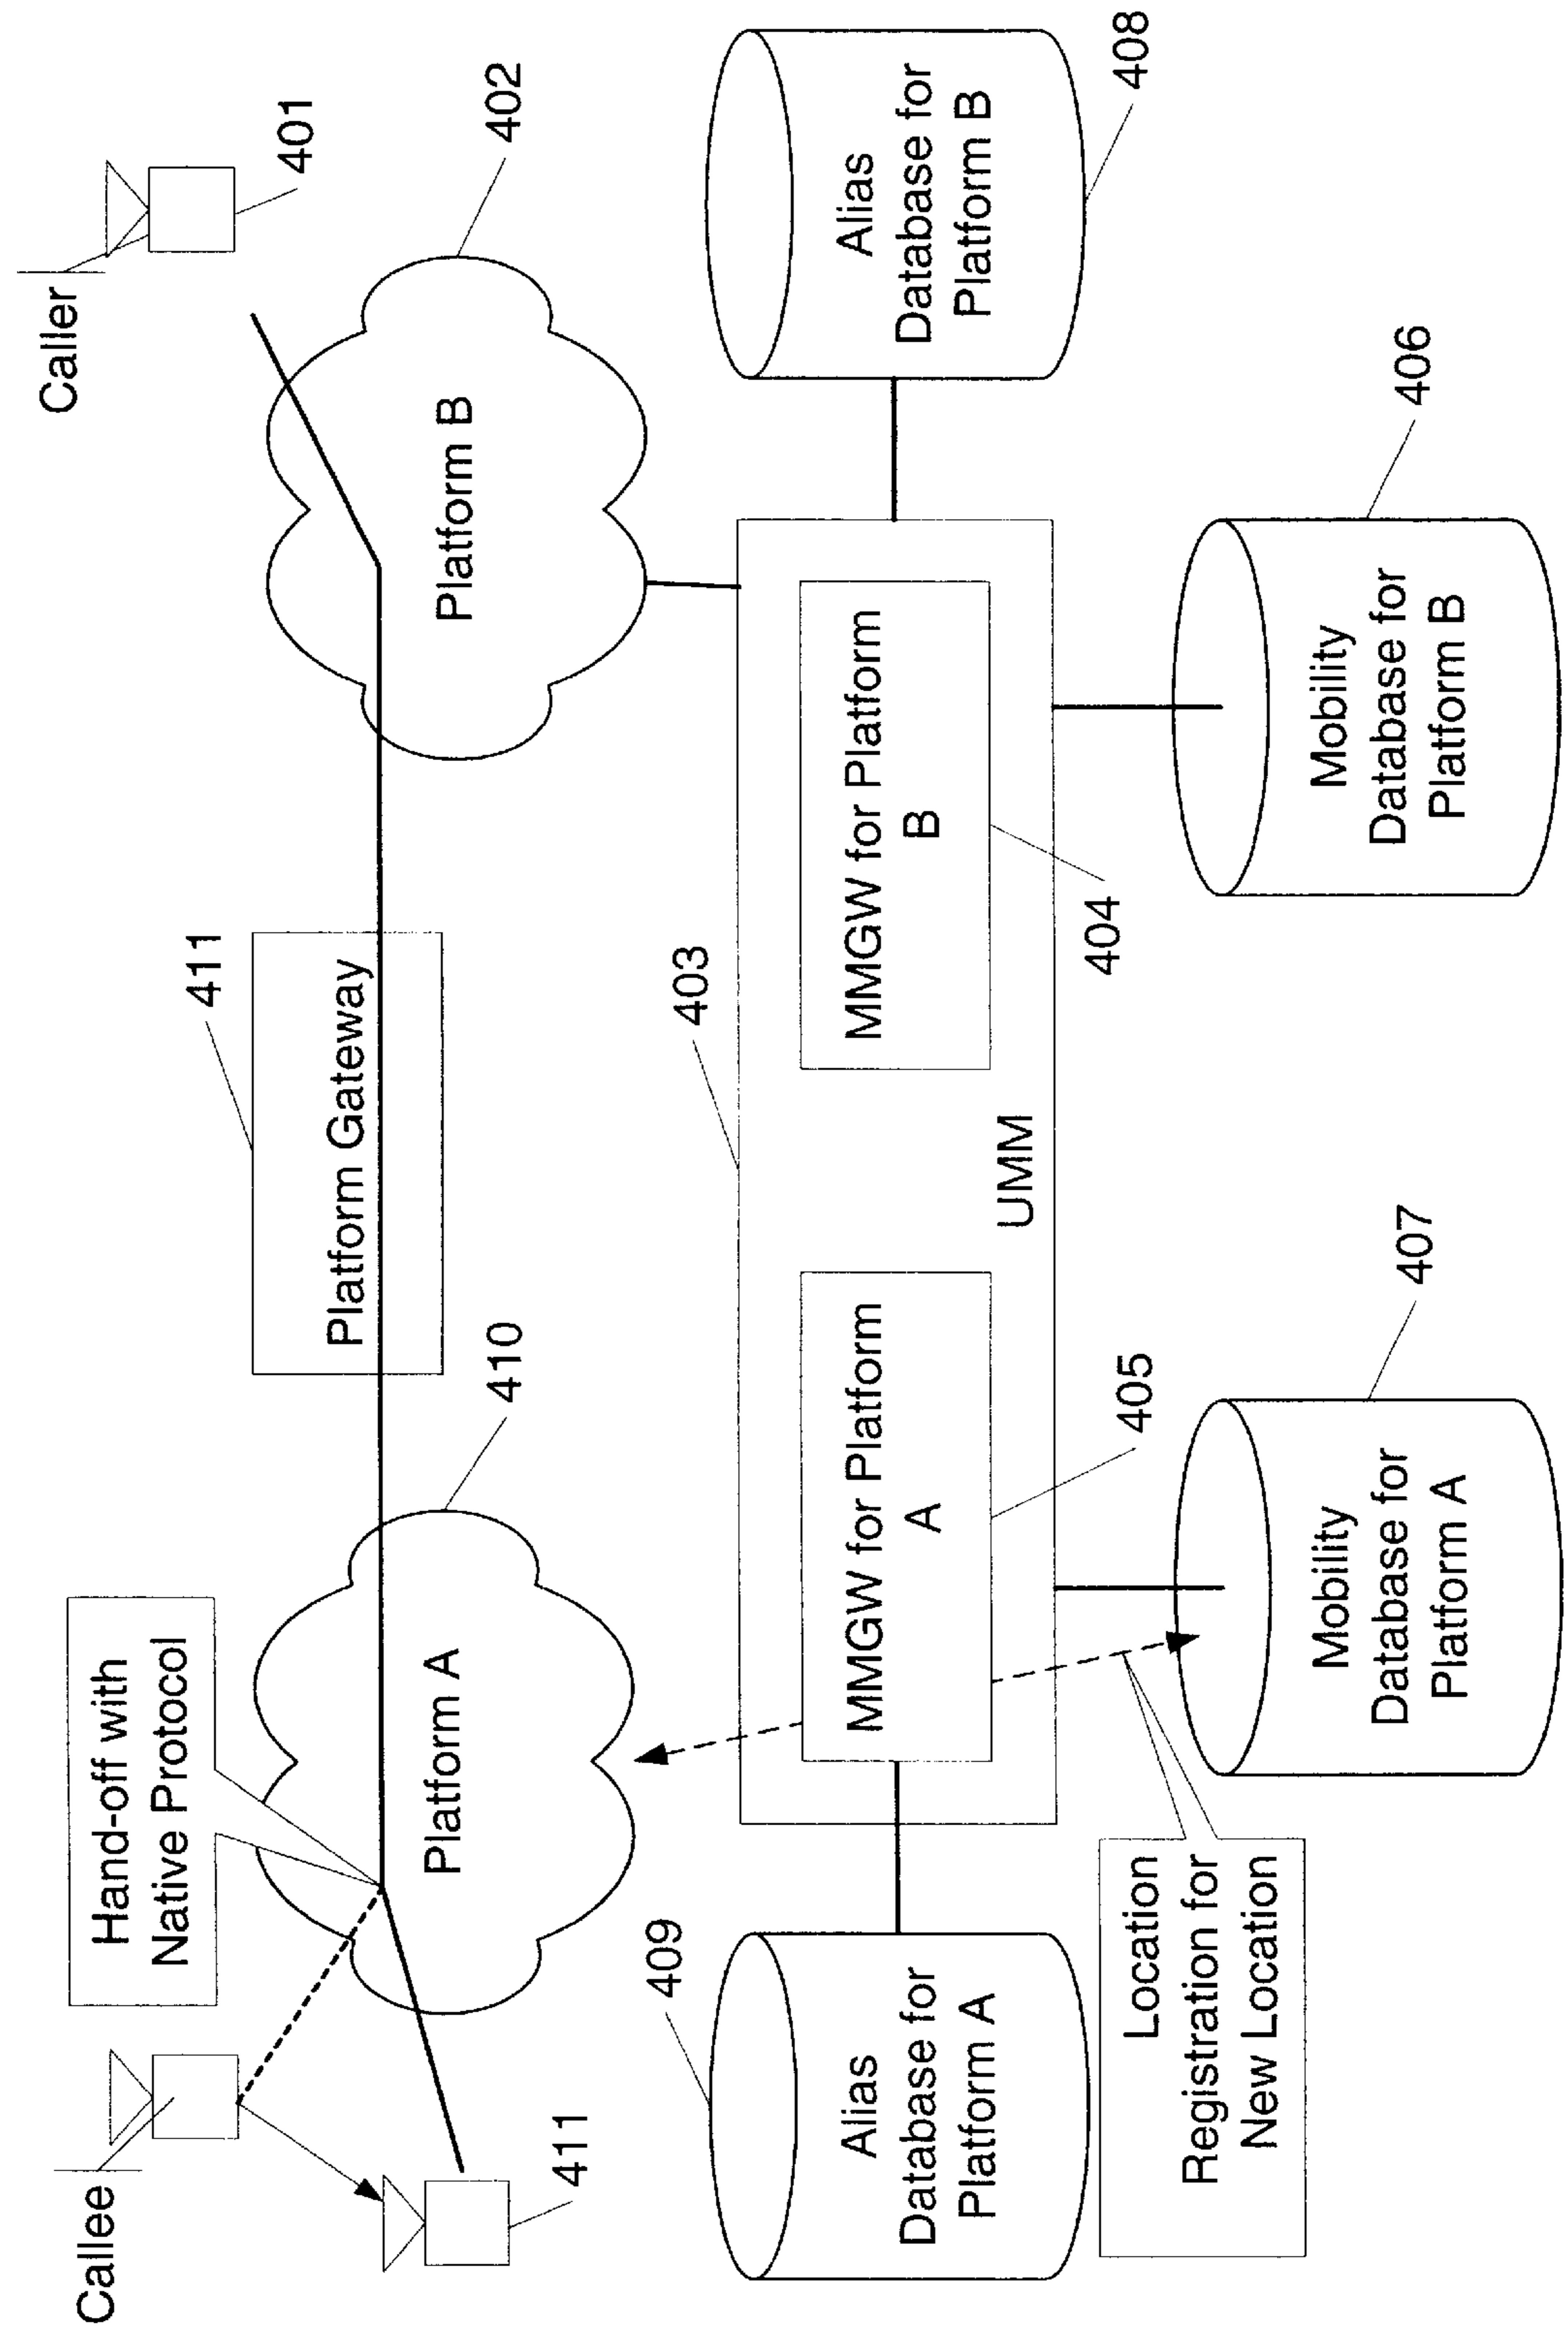 Callee
Hand-off with
Native Protocol
411
Caller
401
411
Platform A
410
Platform Gateway
Platform B
402
409
Alias
Database for
Platform A
MMGW for Platform
A
405
403
UMM
MMGW for Platform
B
404
Alias
Database for
Platform B
408
Location
Registration for
New Location
Mobility
Database for
Platform A
407
Mobility
Database for
Platform B
406